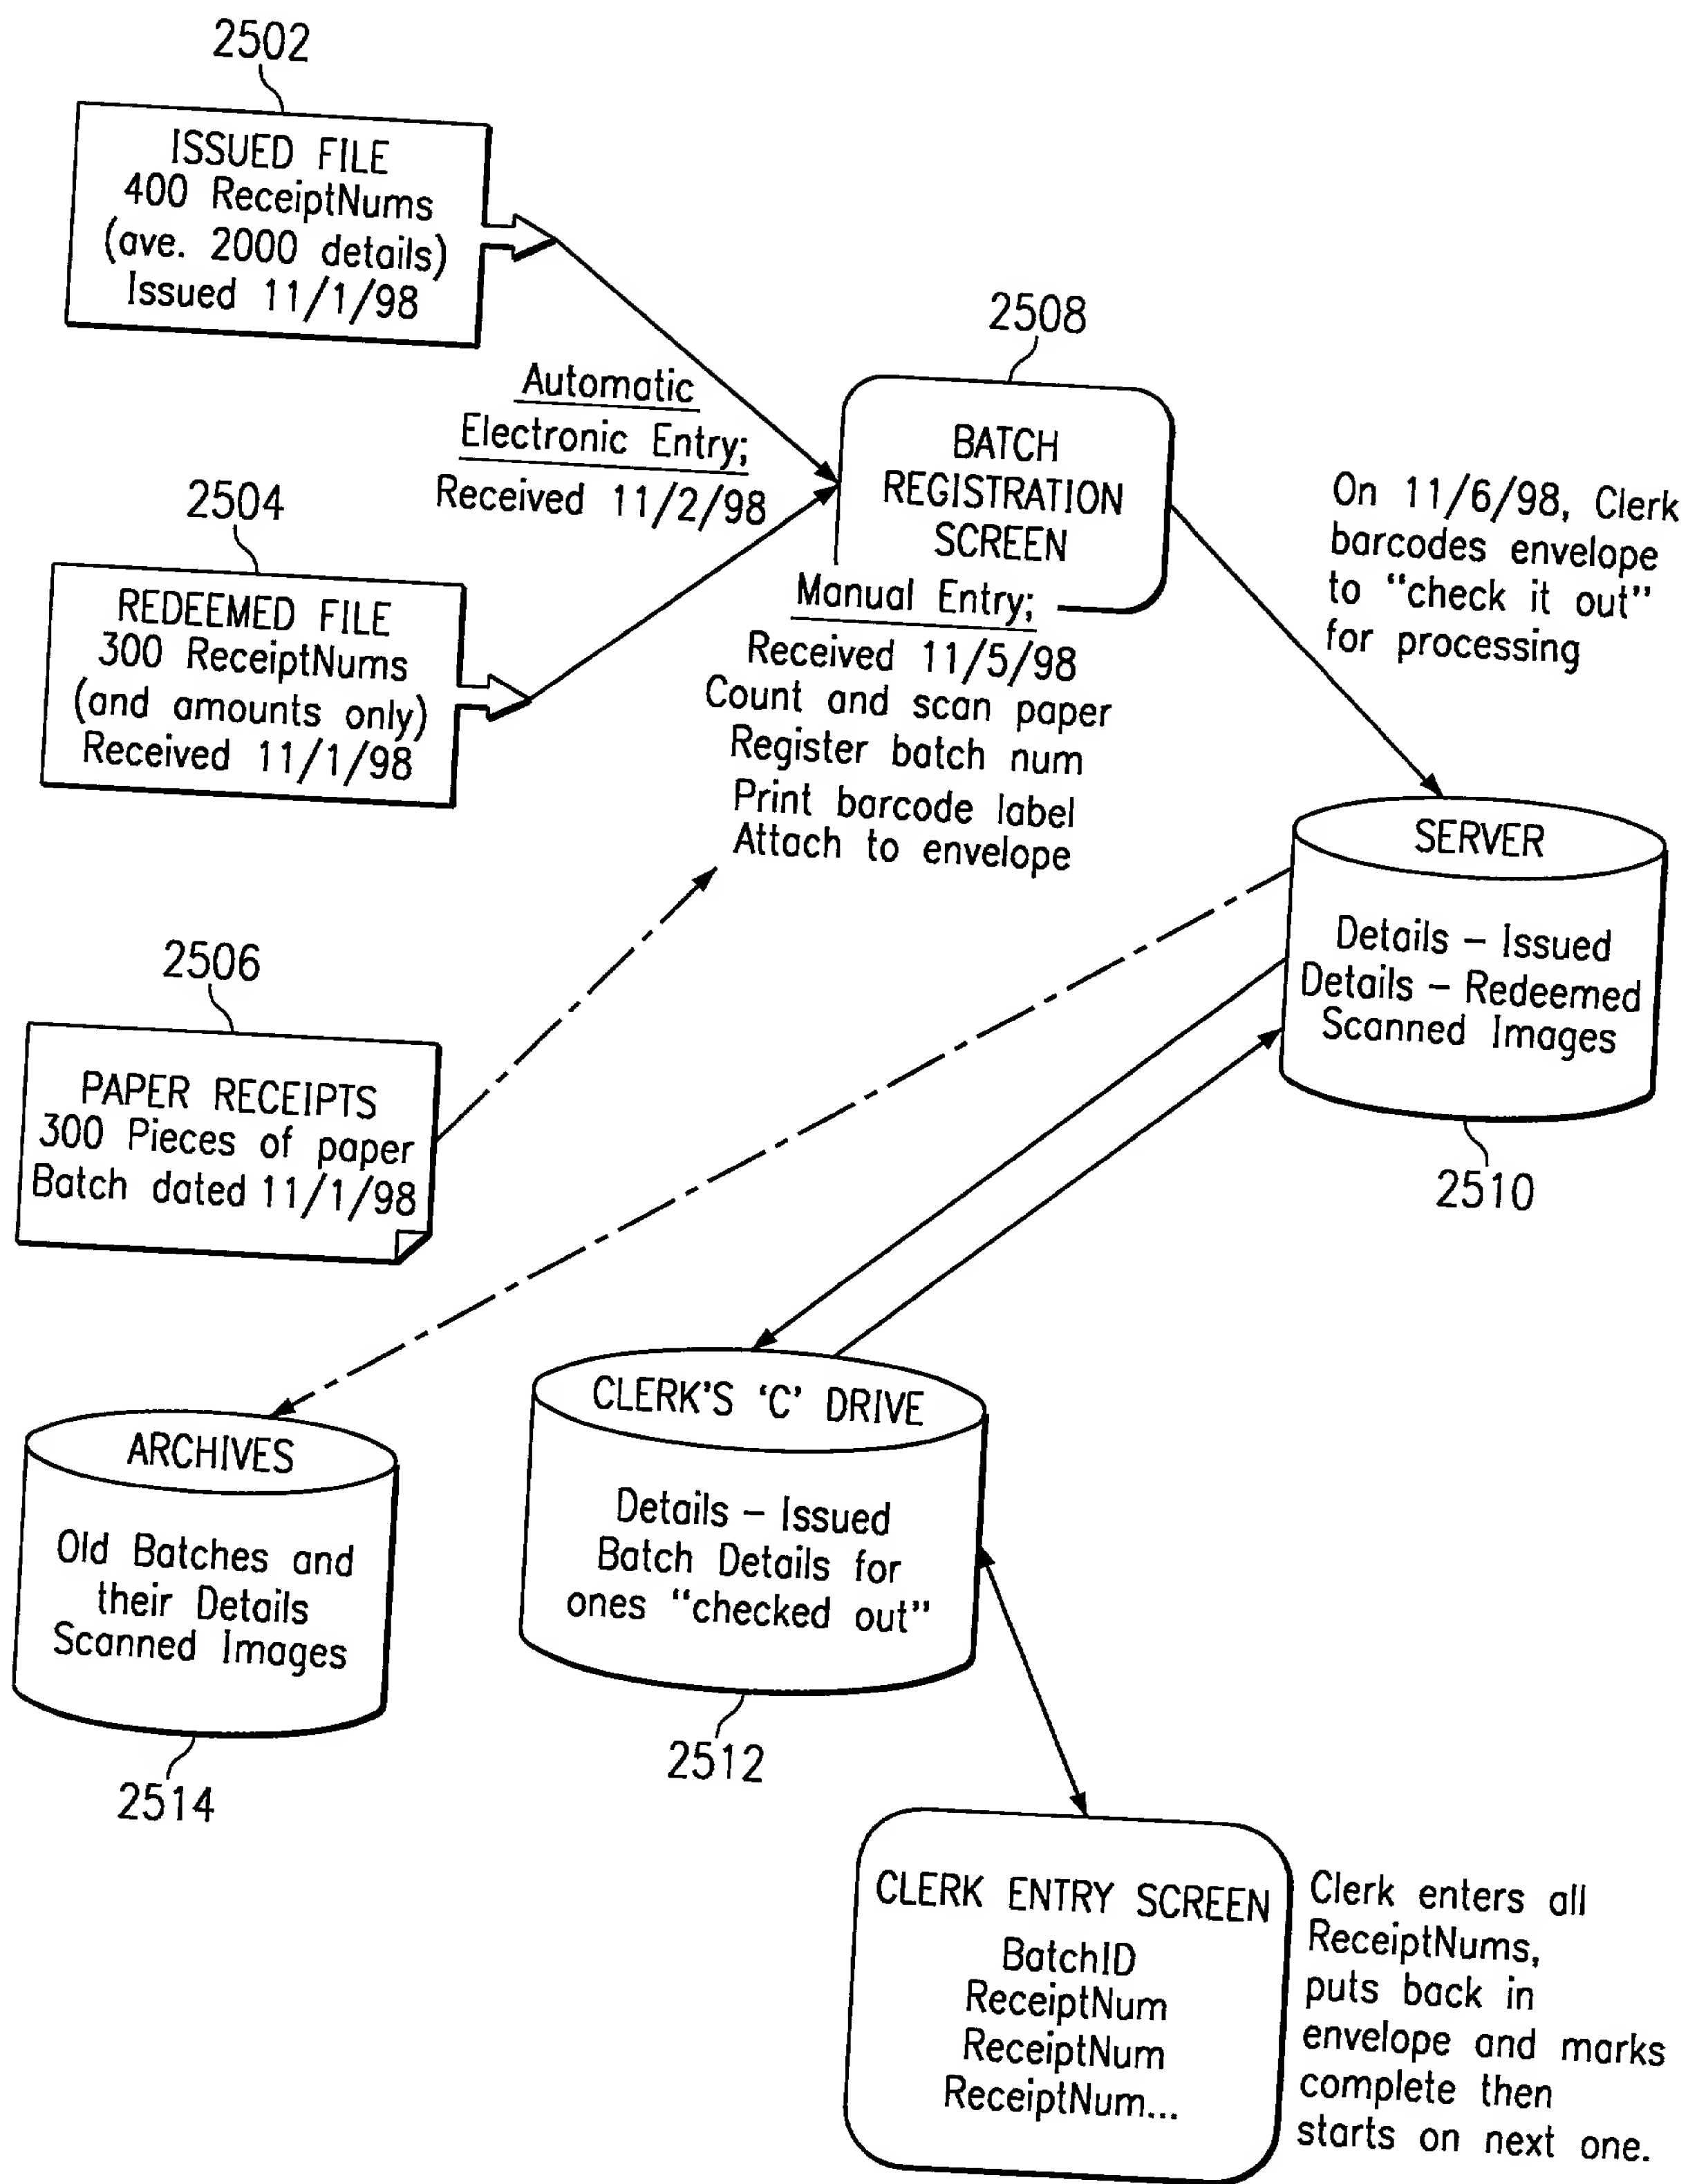 2502
ISSUED FILE
400 ReceiptNums
(ave. 2000 details)
Issued 11/1/98
Automatic
Electronic Entry;
Received 11/2/98
2504
REDEEMED FILE
300 ReceiptNums
(and amounts only)
Received 11/1/98
2506
PAPER RECEIPTS
300 Pieces of paper
Batch dated 11/1/98
2508
BATCH
REGISTRATION
SCREEN
Manual Entry;
Received 11/5/98
Count and scan paper
Register batch num
Print barcode label
Attach to envelope
On 11/6/98, Clerk
barcodes envelope
to “check it out”
for processing
SERVER
Details – Issued
Details – Redeemed
Scanned Images
2510
CLERK'S ‘C’ DRIVE
Details – Issued
Batch Details for
ones “checked out”
2512
ARCHIVES
Old Batches and
their Details
Scanned Images
2514
CLERK ENTRY SCREEN
BatchID
ReceiptNum
ReceiptNum
ReceiptNum...
Clerk enters all
ReceiptNums,
puts back in
envelope and marks
complete then
starts on next one.